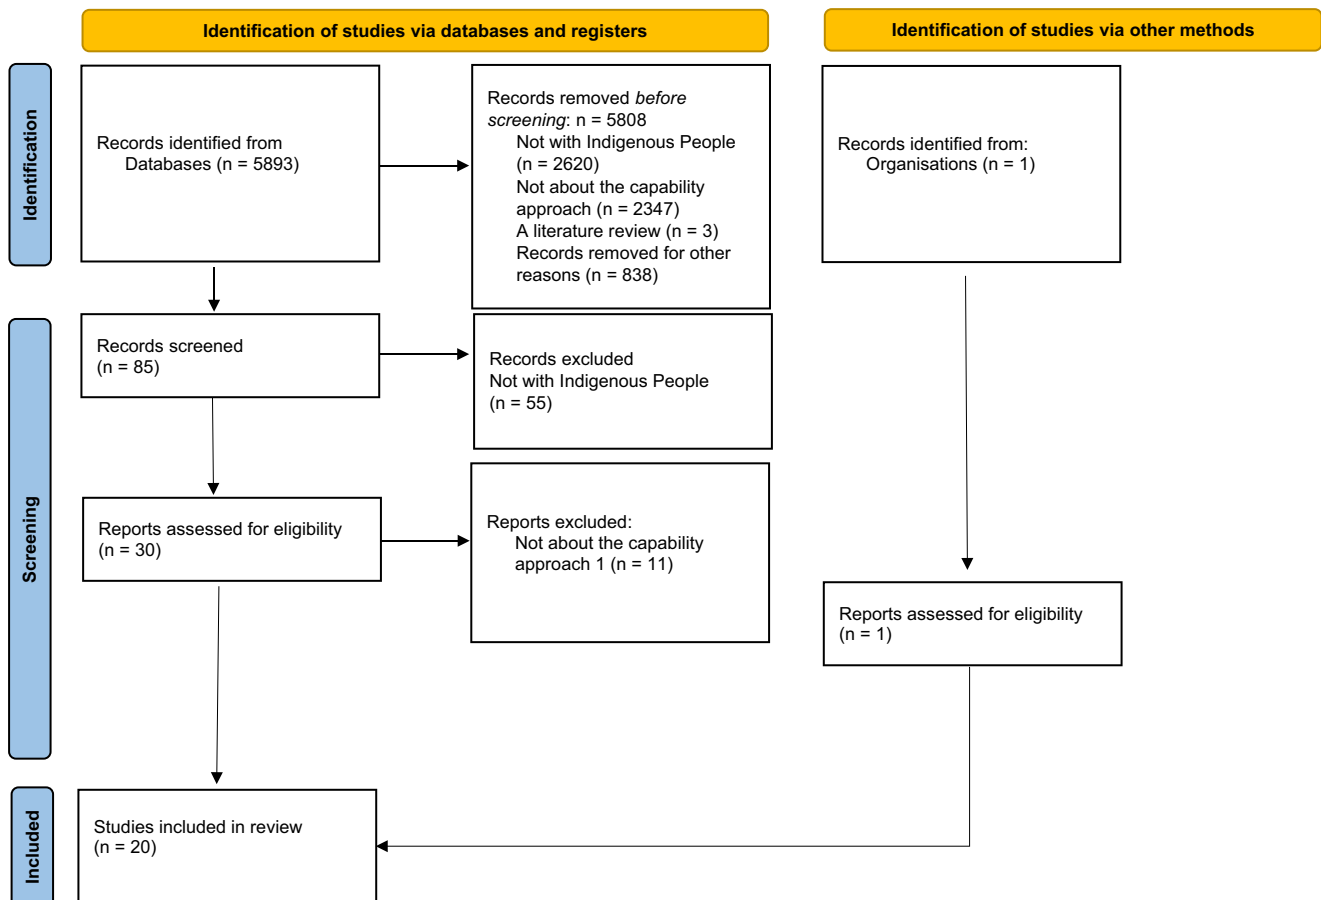 Identification of studies via databases and registers
Identification of studies via other methods
Identification
Records identified from
Databases (n = 5893)
Records removed before
screening: n = 5808
Not with Indigenous People
(n = 2620)
Not about the capability
approach (n = 2347)
A literature review (n = 3)
Records removed for other
reasons (n = 838)
Records identified from:
Organisations (n = 1)
Screening
Records screened
(n = 85)
Records excluded
Not with Indigenous People
(n = 55)
Reports assessed for eligibility
(n = 30)
Reports excluded:
Not about the capability
approach 1 (n = 11)
Reports assessed for eligibility
(n = 1)
Included
Studies included in review
(n = 20)